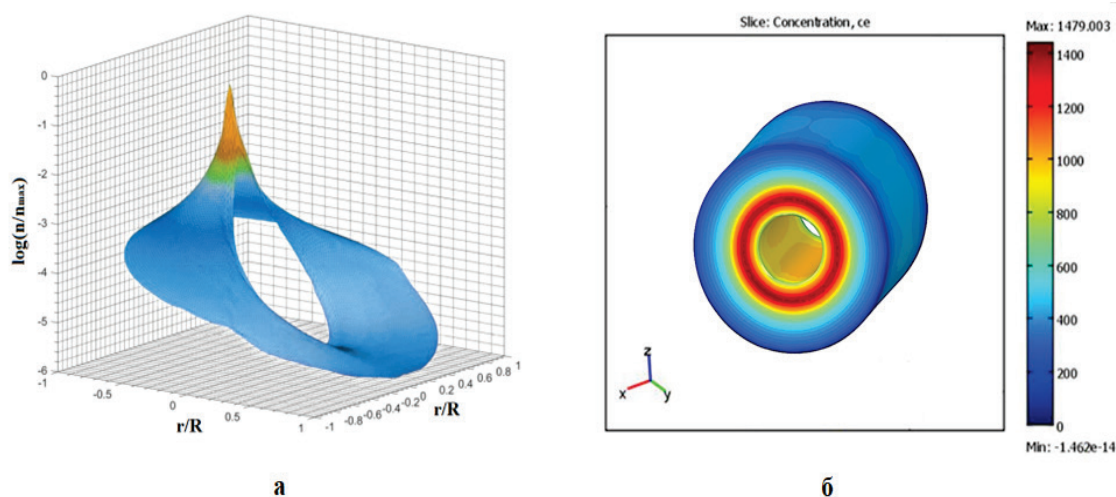 0
-1
-2
-3
-4
-5
-6
log(n/nmax)
-1
-0.5
0
0.5
1
r/R
-1
-0.8
-0.6
-0.4
-0.2
0
0.2
0.4
0.6
0.8
1
r/R
а
Slice: Concentration, ce
Max: 1479.003
1400
1200
1000
800
600
400
200
0
Min: -1.462e-14
z
x
y
б